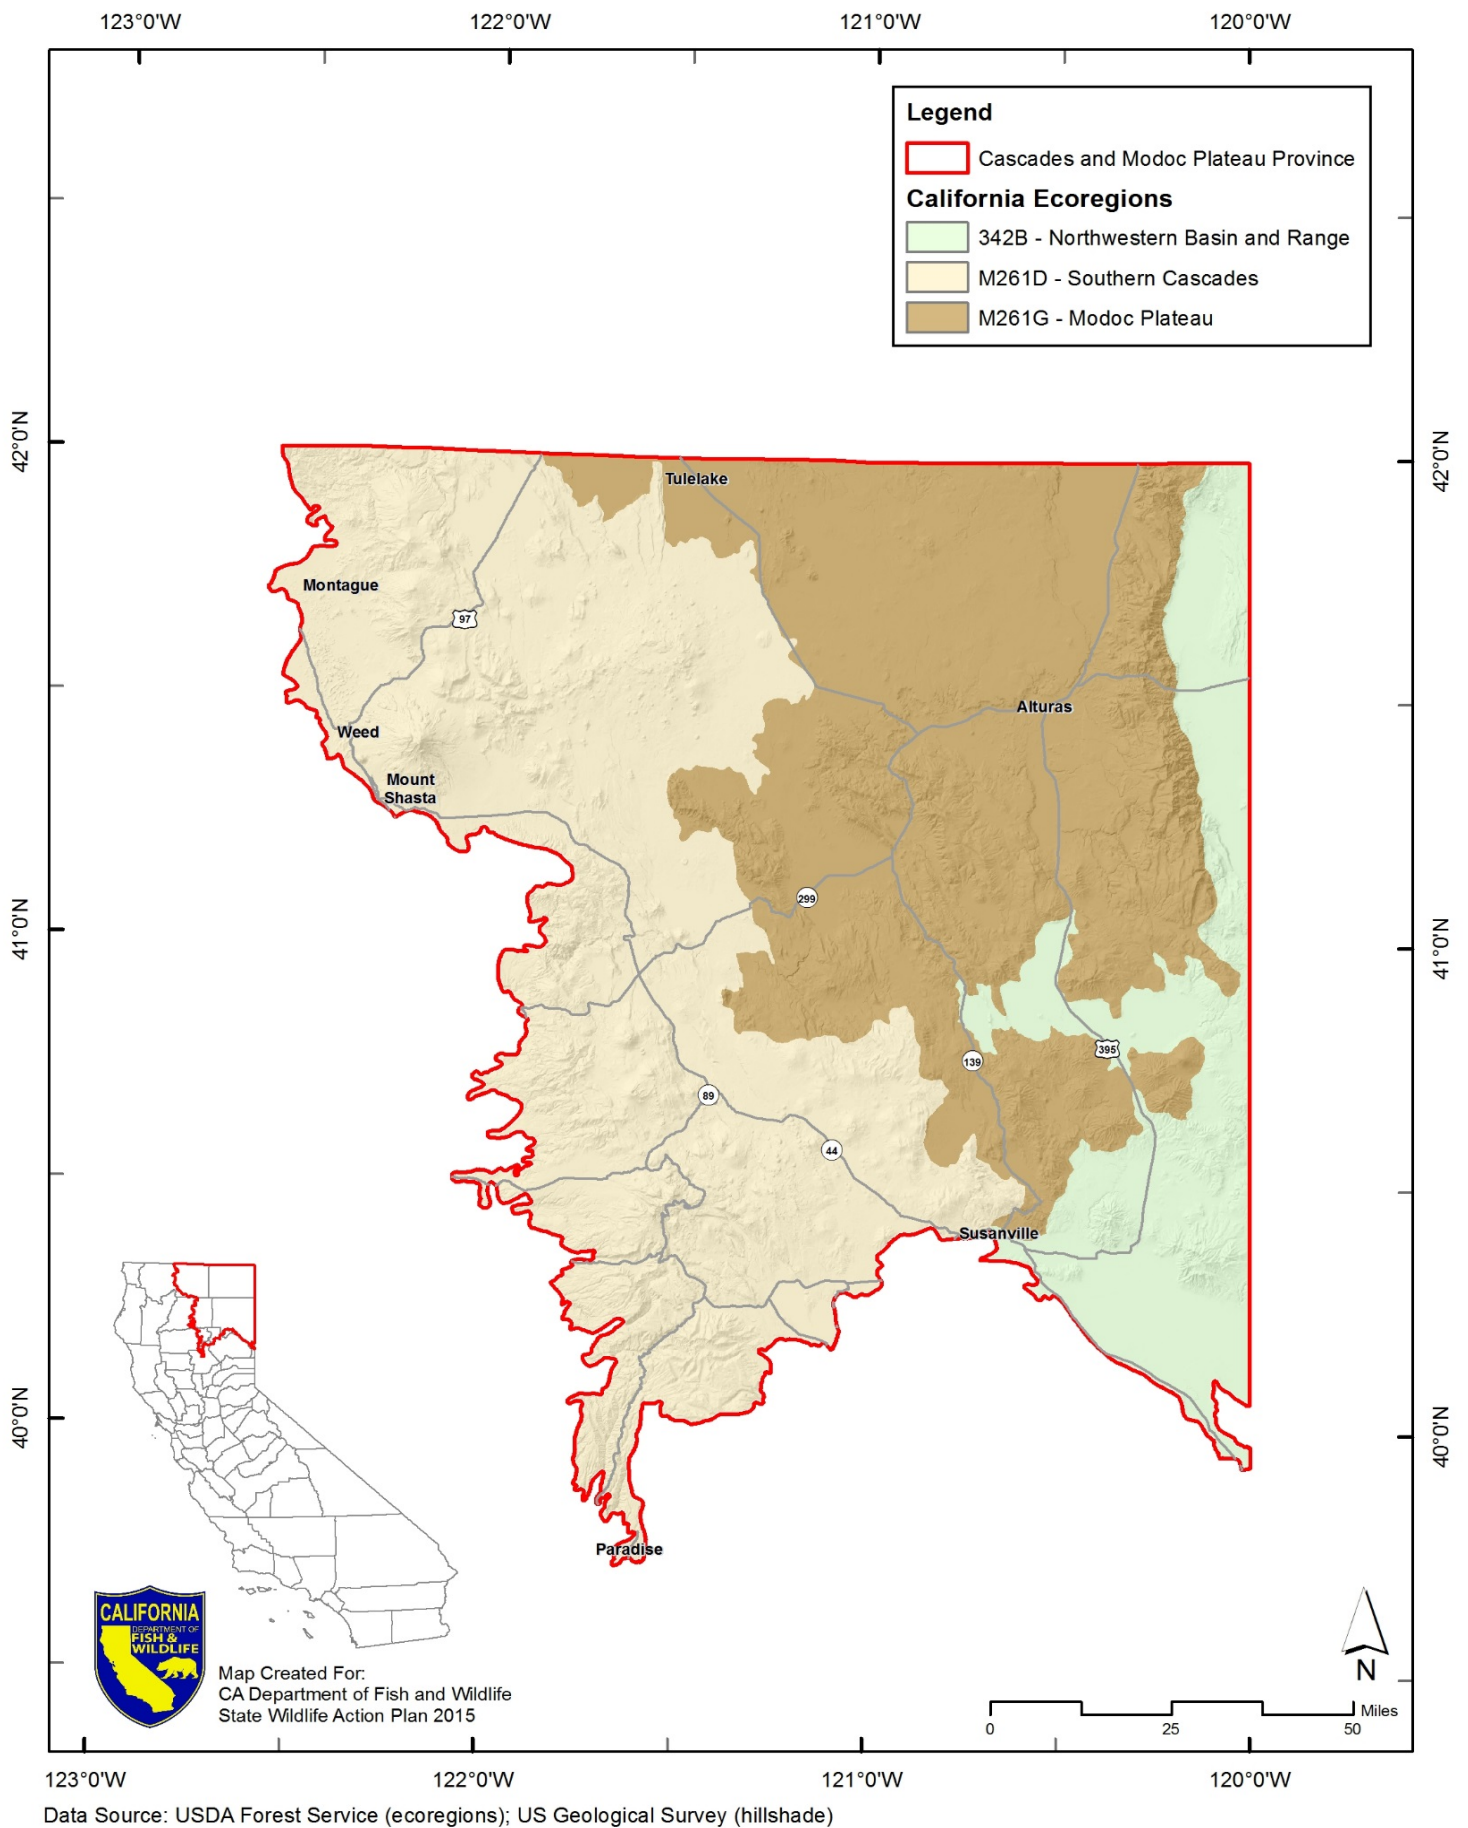 123°0'W 122°0'W 121°0'W 120°0'W
Legend
Cascades and Modoc Plateau Province
California Ecoregions
342B - Northwestern Basin and Range
M261D - Southern Cascades
M261G - Modoc Plateau
42°0'N
42°0'N
Tulelake
Montague
97
Alturas
Weed
Mount
Shasta
299
41°0'N
41°0'N
395
139
89
44
Susanville
40°0'N
40°0'N
Paradise
CALIFORNIA
DEPARTMENT OF
FISH &
WILDLIFE
Map Created For:
CA Department of Fish and Wildlife
State Wildlife Action Plan 2015
N
Miles
0 25 50
123°0'W 122°0'W 121°0'W 120°0'W
Data Source: USDA Forest Service (ecoregions); US Geological Survey (hillshade)